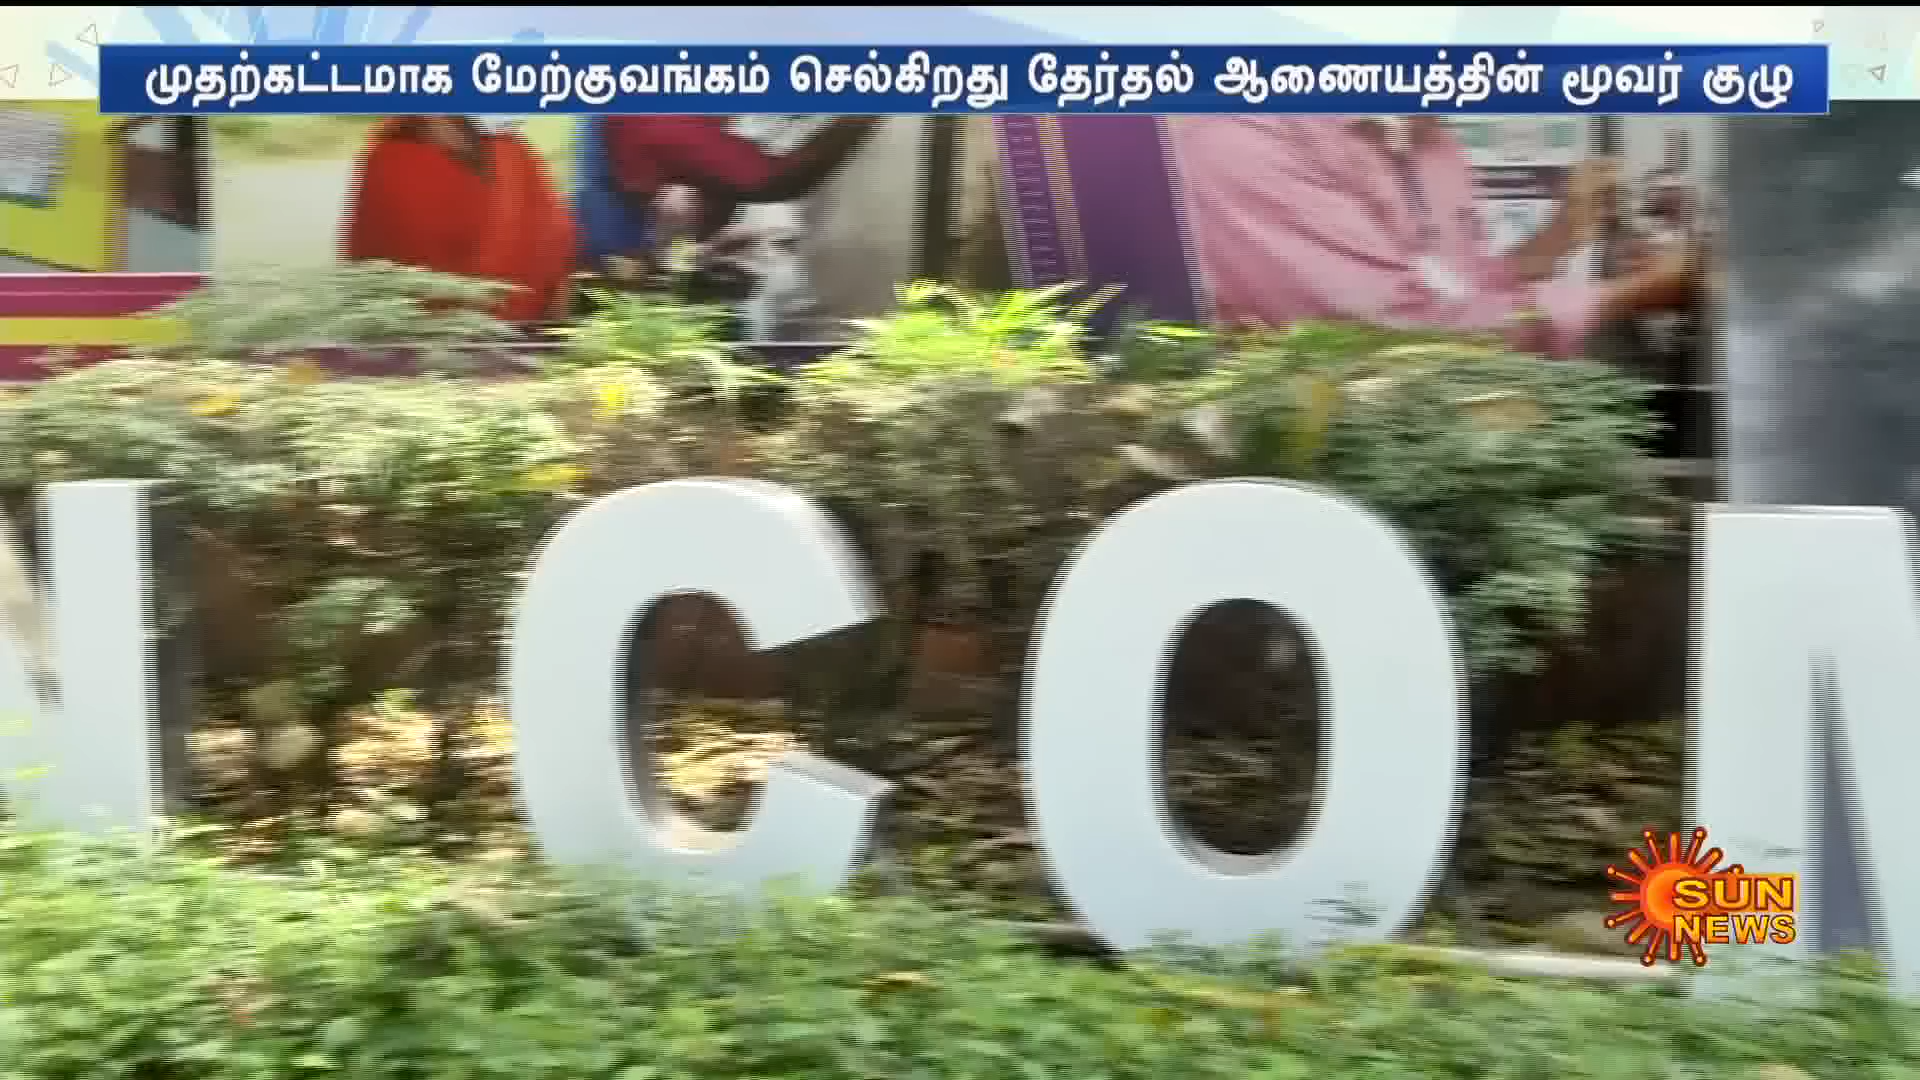 முதற்கட்டமாக மேற்குவங்கம் செல்கிறது தேர்தல் ஆணையத்தின் மூவர் குழு
N CO
SUN
NEWS